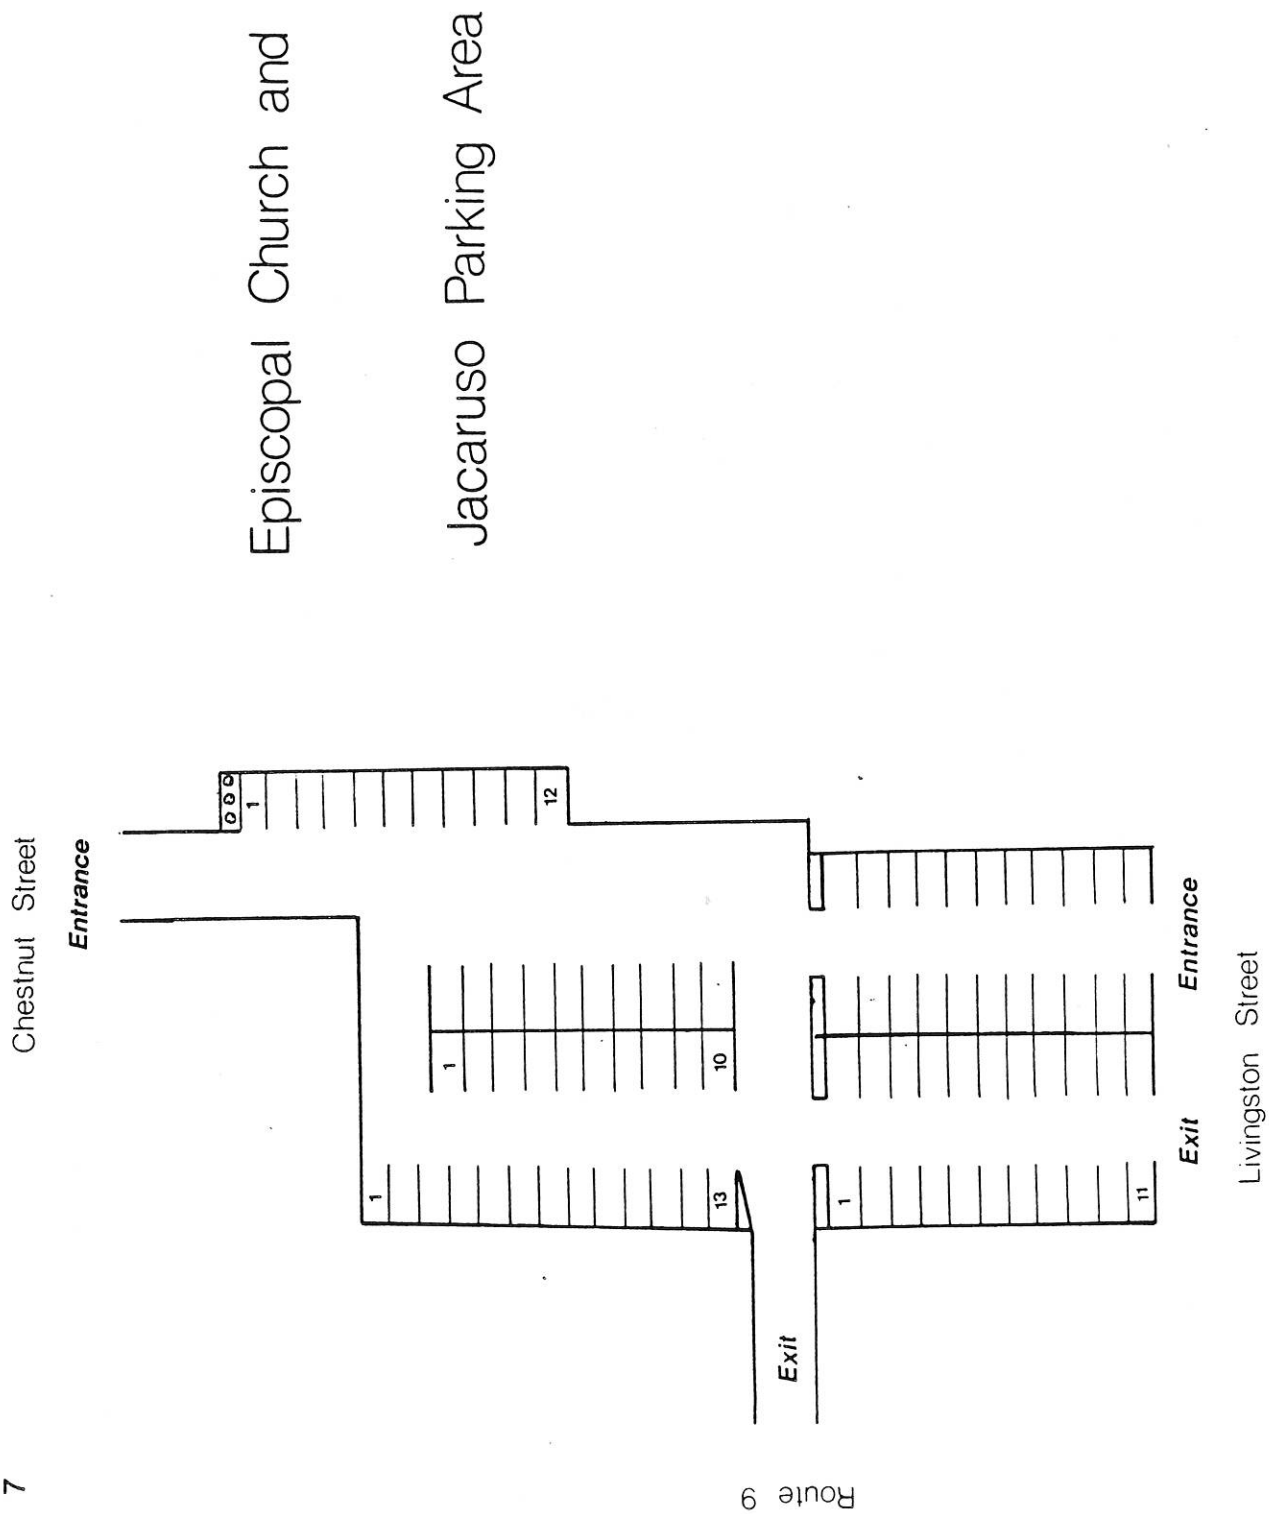 7
Episcopal Church and
Jacaruso Parking Area
Chestnut Street
Entrance
1
12
1
10
1
13
1
11
Exit
Route 9
Entrance
Exit
Livingston Street